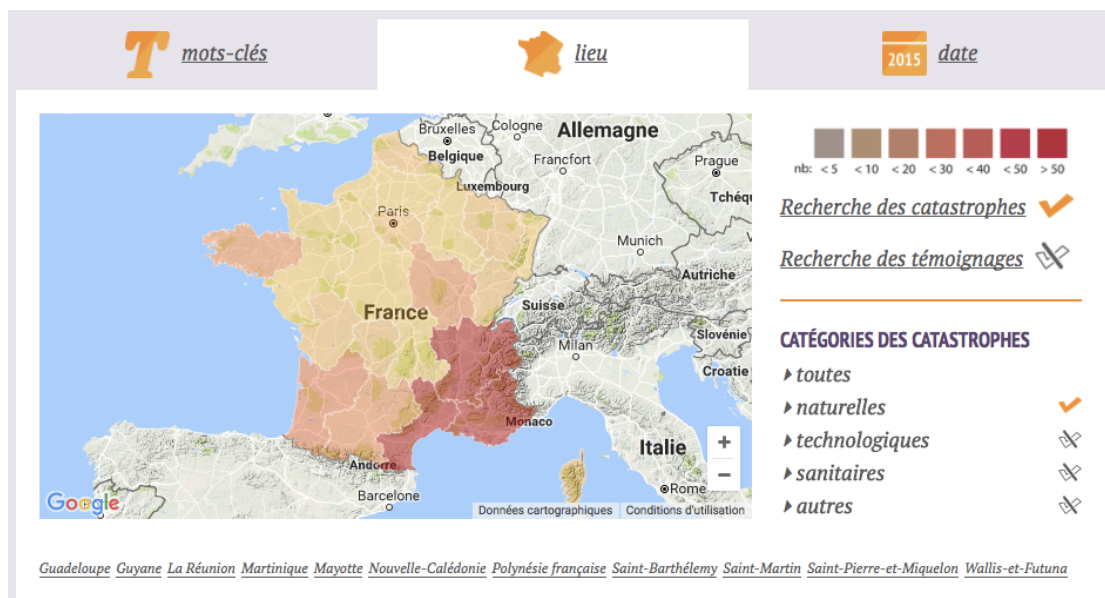 mots-clés
lieu
2015 date
Bruxelles
Cologne
Allemagne
Belgique
Francfort
Prague
Luxembourg
Tchéqu
Paris
Munich
Autriche
France
Suisse
Slovénie
Milan
Croatie
Monaco
Italie
Andorre
Rome
Barcelone
Google
Données cartographiques
Conditions d'utilisation
+
−
nb: < 5 < 10 < 20 < 30 < 40 < 50 > 50
Recherche des catastrophes
Recherche des témoignages
CATÉGORIES DES CATASTROPHES
toutes
naturelles
technologiques
sanitaires
autres
Guadeloupe Guyane La Réunion Martinique Mayotte Nouvelle-Calédonie Polynésie française Saint-Barthélemy Saint-Martin Saint-Pierre-et-Miquelon Wallis-et-Futuna